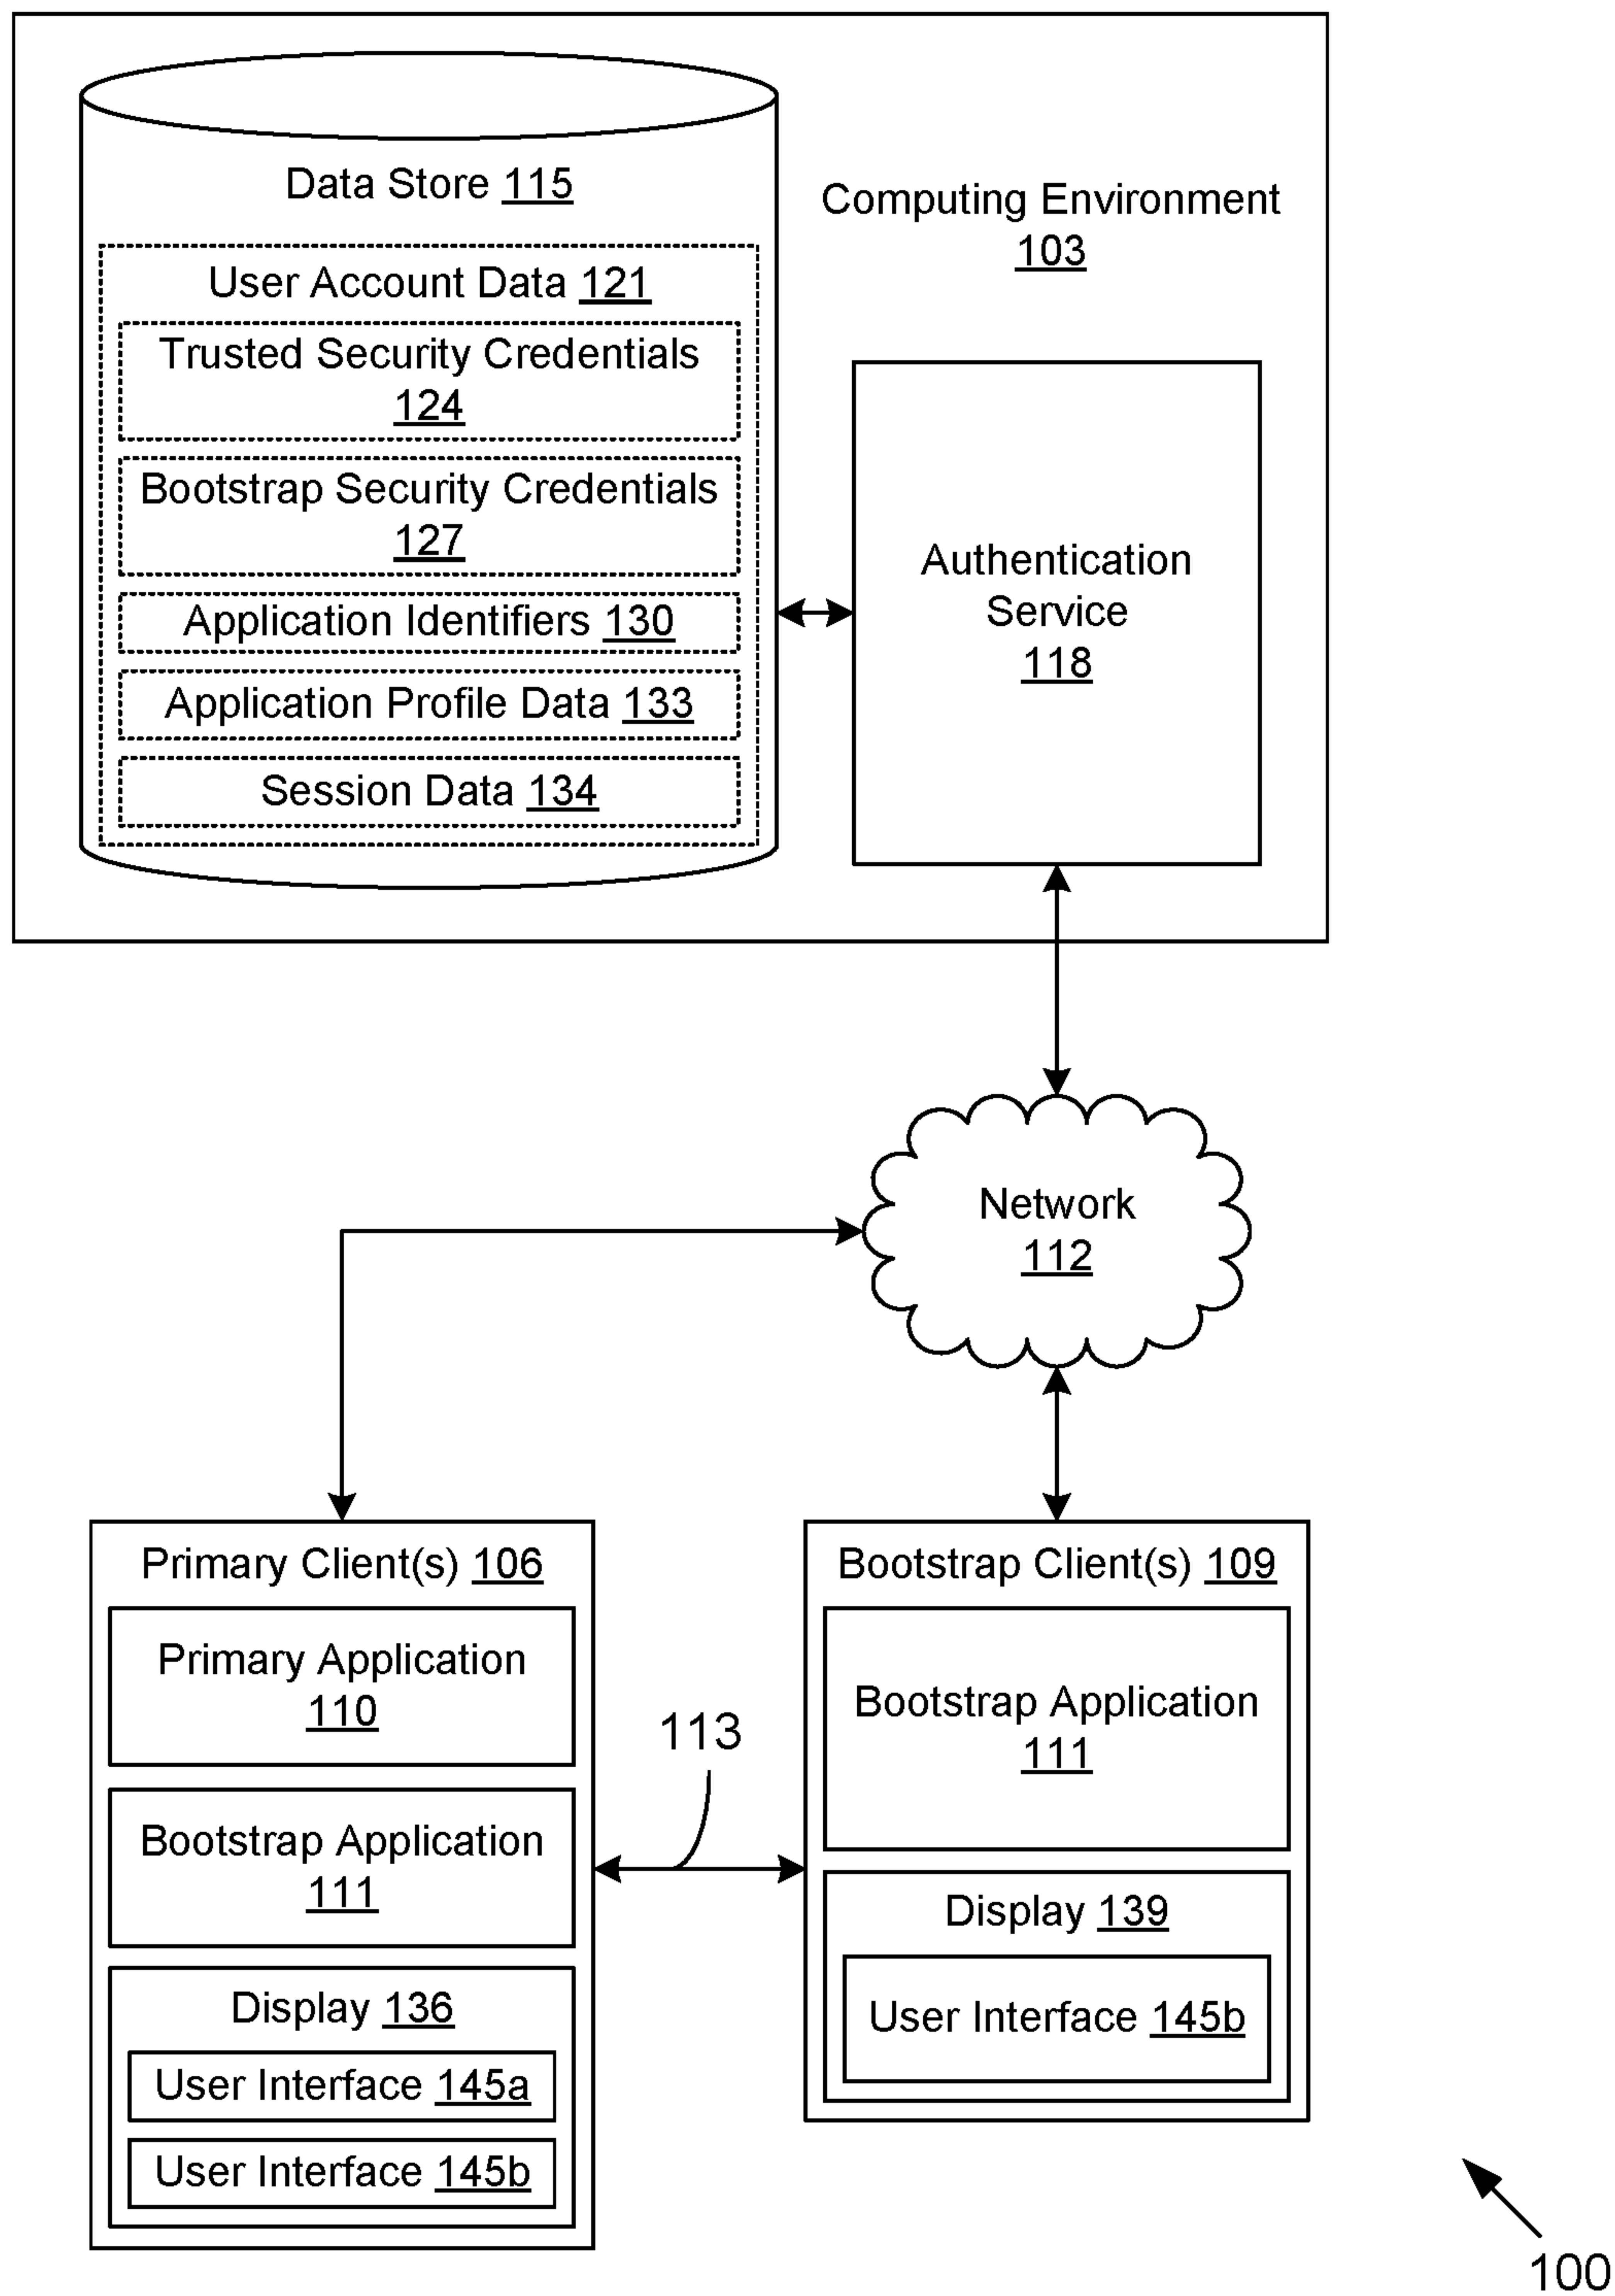 Data Store 115
Computing Environment
103
User Account Data 121
Trusted Security Credentials
124
Bootstrap Security Credentials
127
Application Identifiers 130
Application Profile Data 133
Session Data 134
Authentication
Service
118
Network
112
Primary Client(s) 106
Primary Application
110
Bootstrap Application
111
Display 136
User Interface 145a
User Interface 145b
113
Bootstrap Client(s) 109
Bootstrap Application
111
Display 139
User Interface 145b
100